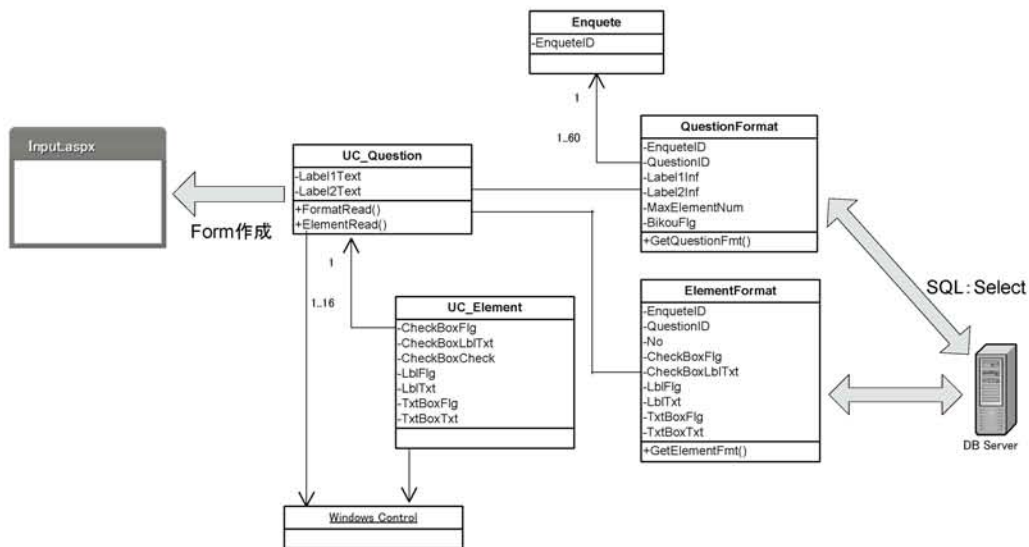 Enquete
-EnqueteID
1
1..60
Input.aspx
Form作成
UC_Question
-Label1Text
-Label2Text
+FormatRead()
+ElementRead()
1
1..16
QuestionFormat
-EnqueteID
-QuestionID
-Label1Inf
-Label2Inf
-MaxElementNum
-BikouFlg
+GetQuestionFmt()
UC_Element
-CheckBoxFlg
-CheckBoxLblTxt
-CheckBoxCheck
-LblFlg
-LblTxt
-TxtBoxFlg
-TxtBoxTxt
ElementFormat
-EnqueteID
-QuestionID
-No
-CheckBoxFlg
-CheckBoxLblTxt
-LblFlg
-LblTxt
-TxtBoxFlg
-TxtBoxTxt
+GetElementFmt()
SQL：Select
DB Server
Windows Control